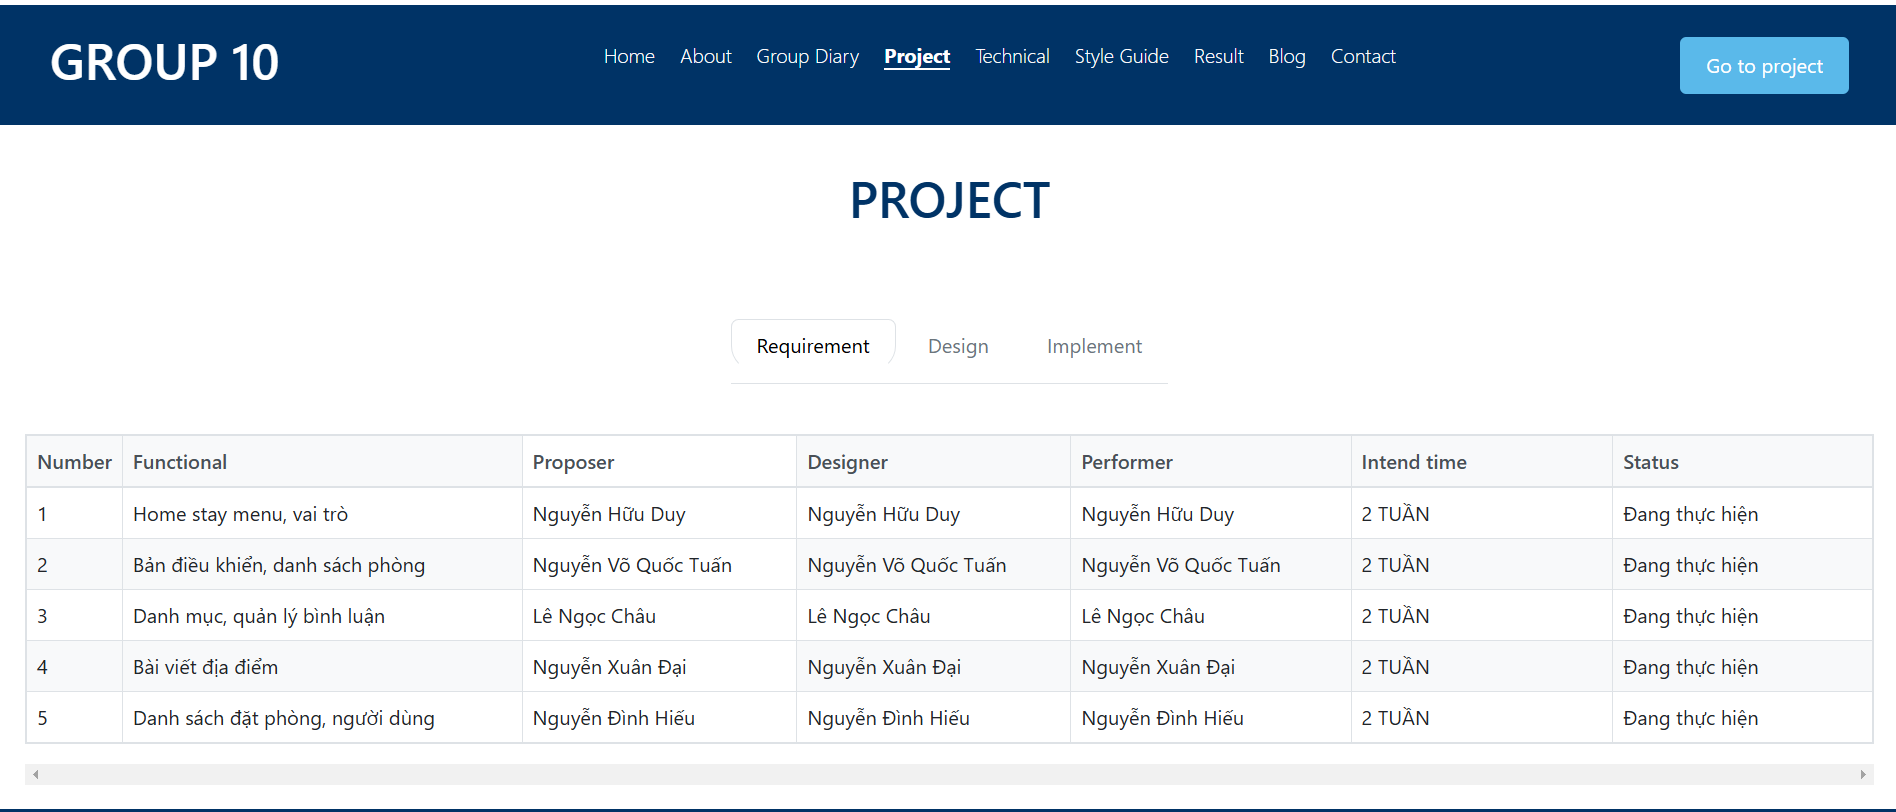 GROUP 10
Home About Group Diary Project Technical Style Guide Result Blog Contact
Go to project
PROJECT
Requirement Design Implement
Number Functional Proposer Designer Performer Intend time Status
1 Home stay menu, vai trò Nguyễn Hữu Duy Nguyễn Hữu Duy Nguyễn Hữu Duy 2 TUẦN Đang thực hiện
2 Bản điều khiển, danh sách phòng Nguyễn Võ Quốc Tuấn Nguyễn Võ Quốc Tuấn Nguyễn Võ Quốc Tuấn 2 TUẦN Đang thực hiện
3 Danh mục, quản lý bình luận Lê Ngọc Châu Lê Ngọc Châu Lê Ngọc Châu 2 TUẦN Đang thực hiện
4 Bài viết địa điểm Nguyễn Xuân Đại Nguyễn Xuân Đại Nguyễn Xuân Đại 2 TUẦN Đang thực hiện
5 Danh sách đặt phòng, người dùng Nguyễn Đình Hiếu Nguyễn Đình Hiếu Nguyễn Đình Hiếu 2 TUẦN Đang thực hiện